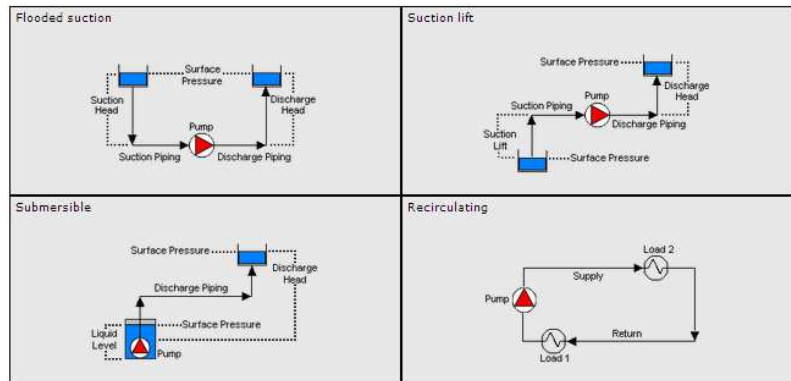 Flooded suction
Surface
Pressure
Suction
Head
Discharge
Head
Pump
Suction Piping
Discharge Piping
Suction lift
Surface Pressure
Discharge
Head
Pump
Suction Piping
Discharge Piping
Suction
Lift
Surface Pressure
Submersible
Surface Pressure
Discharge
Head
Discharge Piping
Surface Pressure
Liquid
Level
Pump
Recirculating
Load 2
Supply
Pump
Return
Load 1